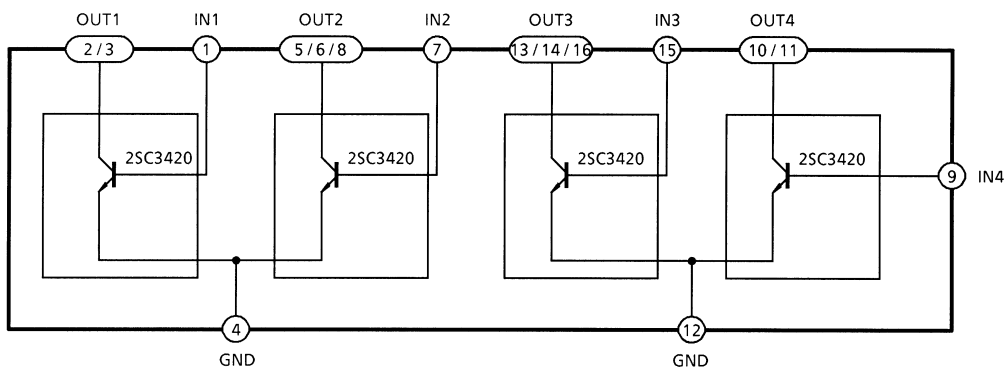 OUT1 IN1 OUT2 IN2 OUT3 IN3 OUT4
2 / 3 1 5 / 6 / 8 7 13 / 14 / 16 15 10 / 11
2SC3420 2SC3420 2SC3420 2SC3420
9 IN4
4 12
GND GND